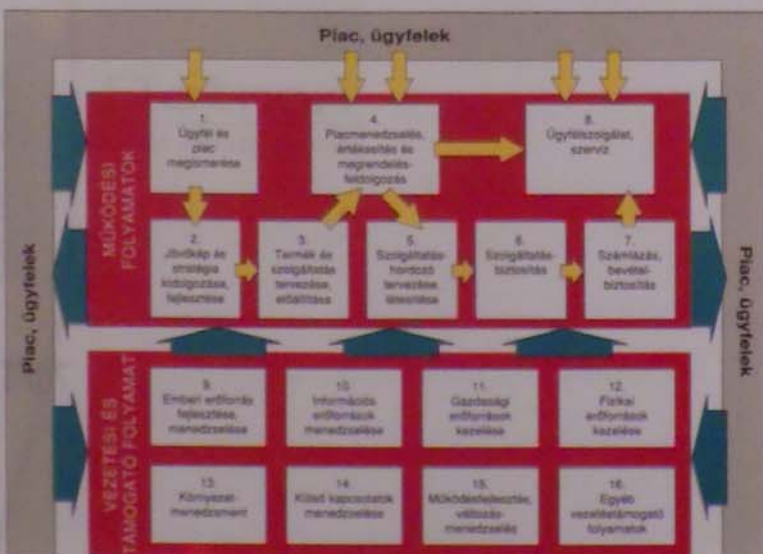 Piac, ügyfelek
Piac, ügyfelek
MŰKÖDÉSI
FOLYAMATOK
1.
Ügyfél és
piac
megismerése
4.
Piacmenedzselés,
értékesítés és
megrendelés-
feldolgozás
8.
Ügyfélszolgálat,
szerviz
2.
Jövőkép és
stratégia
kidolgozása,
fejlesztése
3.
Termék és
szolgáltatás
tervezése,
előállítása
5.
Szolgáltatás-
hordozó
tervezése,
létesítése
6.
Szolgáltatás-
biztosítás
7.
Számlázás,
bevétel-
biztosítás
Piac, ügyfelek
VEZETÉSI ÉS
TÁMOGATÓ FOLYAMAT
9.
Emberi erőforrás
fejlesztése,
menedzselése
10.
Információs
erőforrások
menedzselése
11.
Gazdasági
erőforrások
kezelése
12.
Fizikai
erőforrások
kezelése
13.
Környezet-
menedzsment
14.
Külső kapcsolatok
menedzselése
15.
Működésfejlesztés,
változás-
menedzselés
16.
Egyéb
vezetéstámogató
folyamatok